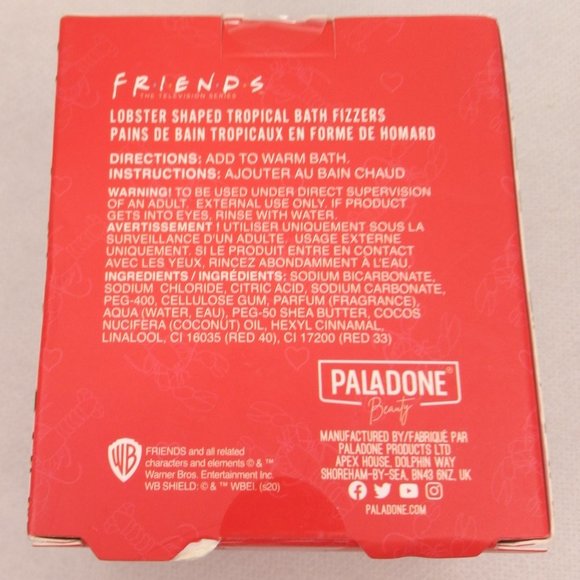 F·R·I·E·N·D·S
THE TELEVISION SERIES
LOBSTER SHAPED TROPICAL BATH FIZZERS
PAINS DE BAIN TROPICAUX EN FORME DE HOMARD
DIRECTIONS: ADD TO WARM BATH.
INSTRUCTIONS: AJOUTER AU BAIN CHAUD
WARNING! TO BE USED UNDER DIRECT SUPERVISION
OF AN ADULT. EXTERNAL USE ONLY. IF PRODUCT
GETS INTO EYES, RINSE WITH WATER.
AVERTISSEMENT ! UTILISER UNIQUEMENT SOUS LA
SURVEILLANCE D'UN ADULTE. USAGE EXTERNE
UNIQUEMENT. SI LE PRODUIT ENTRE EN CONTACT
AVEC LES YEUX, RINCEZ ABONDAMMENT À L'EAU.
INGREDIENTS / INGRÉDIENTS: SODIUM BICARBONATE,
SODIUM CHLORIDE, CITRIC ACID, SODIUM CARBONATE,
PEG-400, CELLULOSE GUM, PARFUM (FRAGRANCE),
AQUA (WATER, EAU), PEG-50 SHEA BUTTER, COCOS
NUCIFERA (COCONUT) OIL, HEXYL CINNAMAL,
LINALOOL, CI 16035 (RED 40), CI 17200 (RED 33)
PALADONE®
Beauty
WB
FRIENDS and all related
characters and elements © & ™
Warner Bros. Entertainment Inc.
WB SHIELD: © & ™ WBEI. (s20)
MANUFACTURED BY/FABRIQUÉ PAR
PALADONE PRODUCTS LTD
APEX HOUSE, DOLPHIN WAY
SHOREHAM-BY-SEA, BN43 6NZ, UK
PALADONE.COM